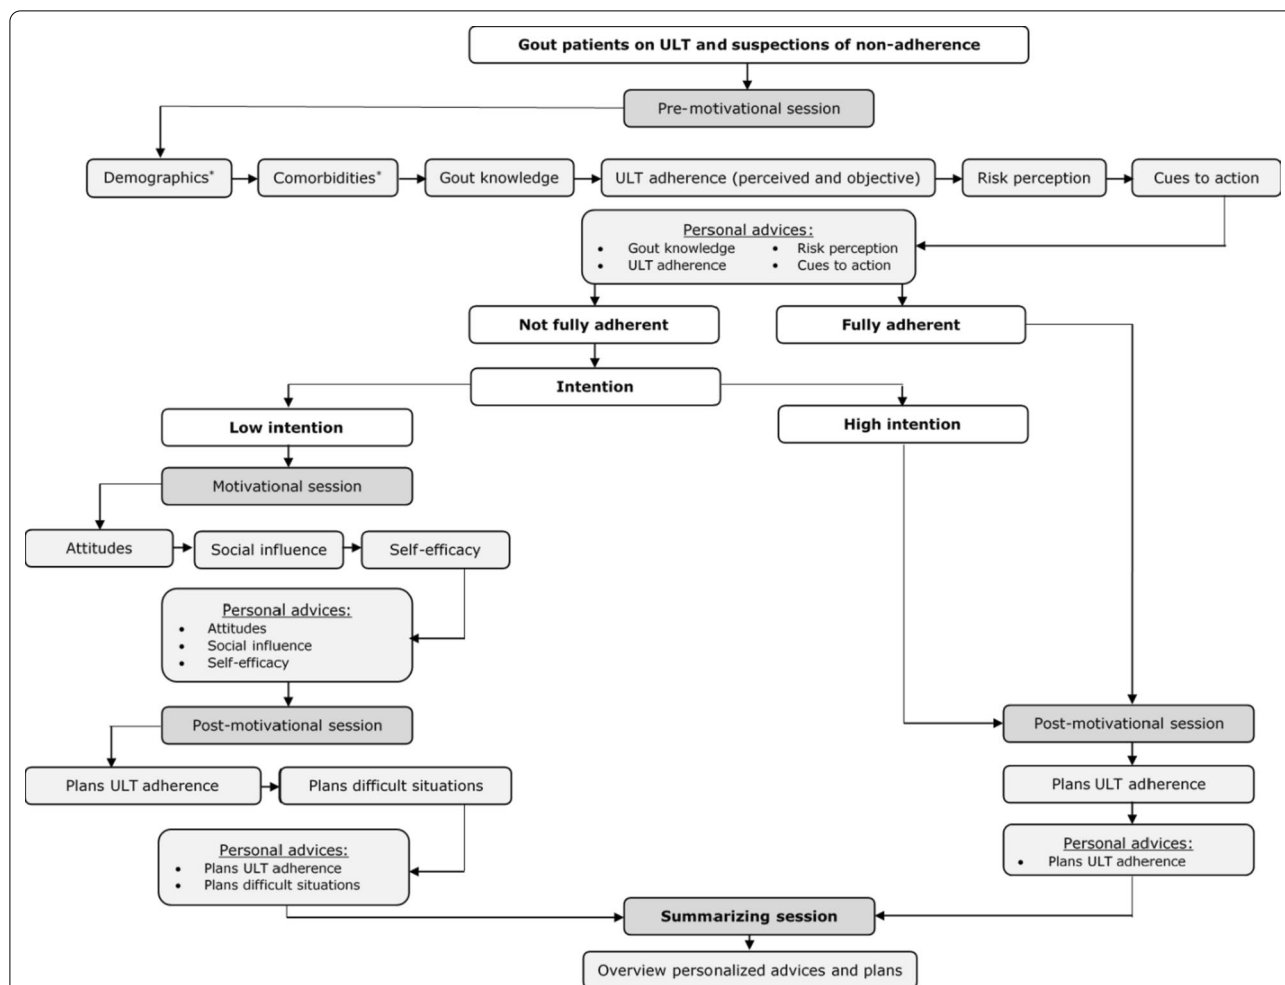 Gout patients on ULT and suspections of non-adherence
Pre-motivational session
Demographics*
Comorbidities*
Gout knowledge
ULT adherence (perceived and objective)
Risk perception
Cues to action
Personal advices:
• Gout knowledge
• Risk perception
• ULT adherence
• Cues to action
Not fully adherent
Fully adherent
Intention
Low intention
High intention
Motivational session
Attitudes
Social influence
Self-efficacy
Personal advices:
• Attitudes
• Social influence
• Self-efficacy
Post-motivational session
Post-motivational session
Plans ULT adherence
Plans difficult situations
Plans ULT adherence
Personal advices:
• Plans ULT adherence
• Plans difficult situations
Personal advices:
• Plans ULT adherence
Summarizing session
Overview personalized advices and plans